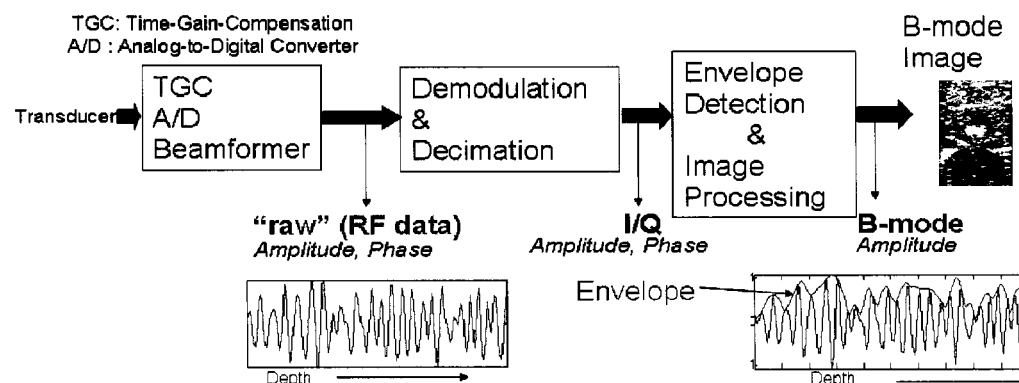 TGC: Time-Gain-Compensation
A/D : Analog-to-Digital Converter
B-mode
Image
Transducer
TGC
A/D
Beamformer
Demodulation
&
Decimation
Envelope
Detection
&
Image
Processing
"raw" (RF data)
Amplitude, Phase
I/Q
Amplitude, Phase
B-mode
Amplitude
Envelope
Depth
Depth